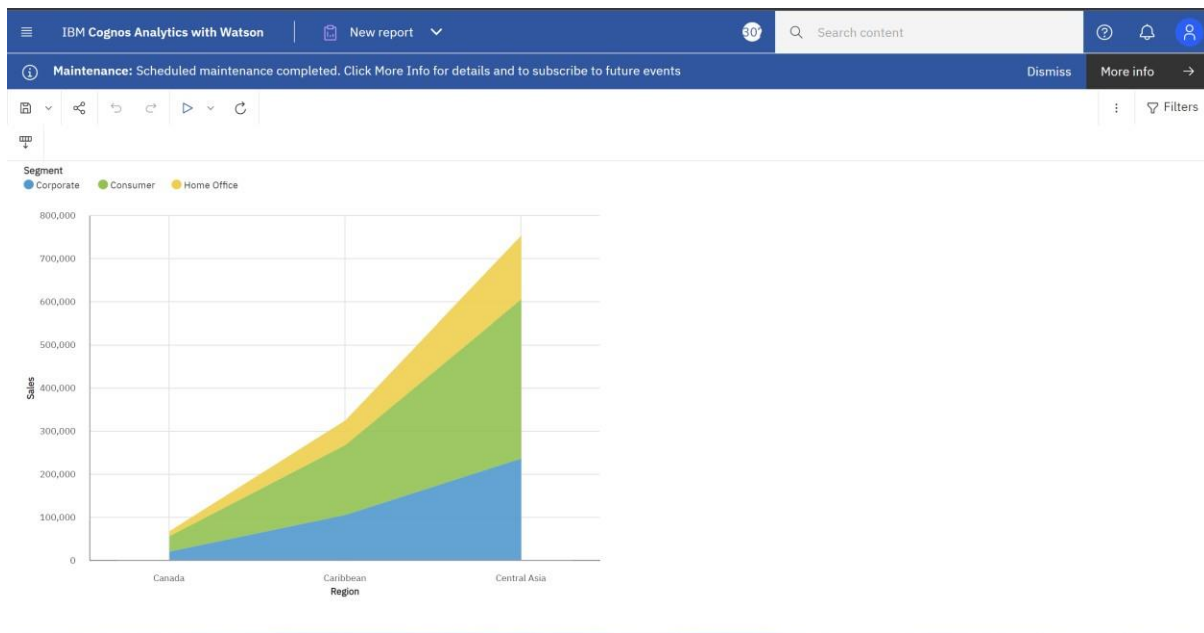 IBM Cognos Analytics with Watson
New report
Search content
Maintenance: Scheduled maintenance completed. Click More Info for details and to subscribe to future events
Dismiss
More info
Filters
Segment
Corporate
Consumer
Home Office
800,000
700,000
600,000
500,000
400,000
300,000
200,000
100,000
0
Sales
Canada
Caribbean
Central Asia
Region